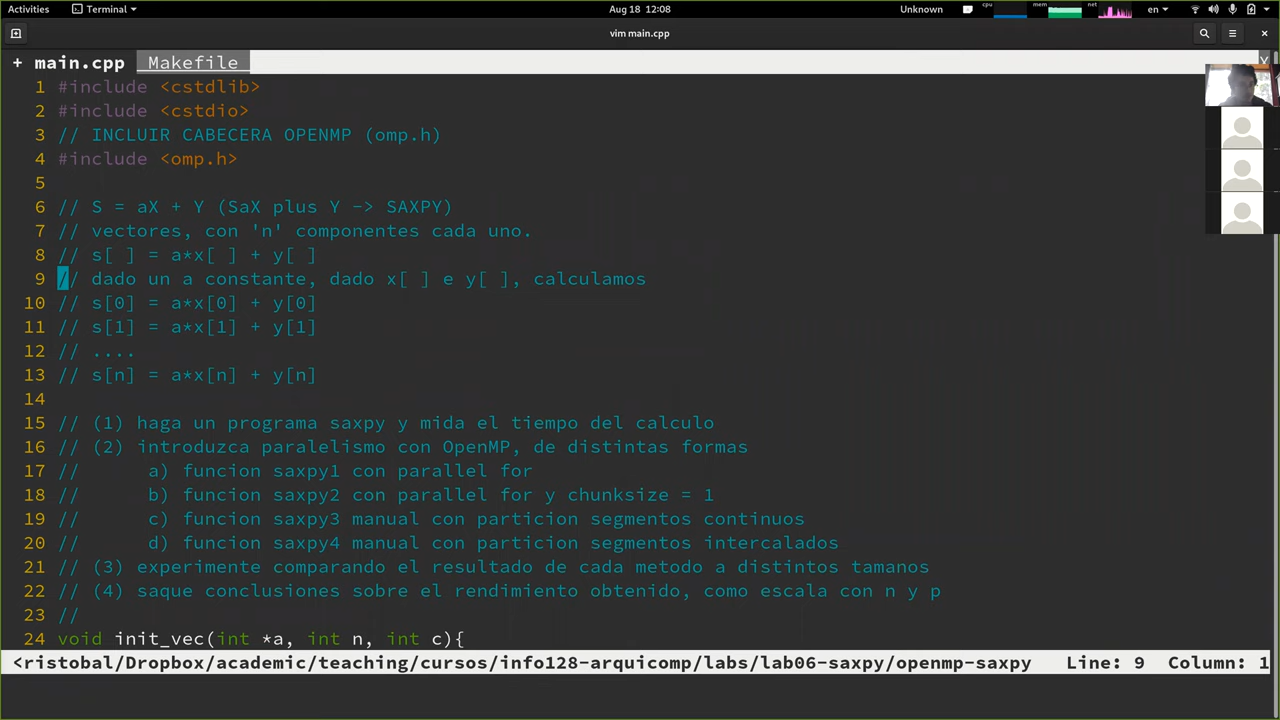 Activities Terminal Aug 18 12:08 Unknown cpu mem net en
vim main.cpp
+ main.cpp Makefile
1 #include <cstdlib>
2 #include <cstdio>
3 // INCLUIR CABECERA OPENMP (omp.h)
4 #include <omp.h>
5
6 // S = aX + Y (SaX plus Y -> SAXPY)
7 // vectores, con 'n' componentes cada uno.
8 // s[ ] = a*x[ ] + y[ ]
9 // dado un a constante, dado x[ ] e y[ ], calculamos
10 // s[0] = a*x[0] + y[0]
11 // s[1] = a*x[1] + y[1]
12 // ....
13 // s[n] = a*x[n] + y[n]
14
15 // (1) haga un programa saxpy y mida el tiempo del calculo
16 // (2) introduzca paralelismo con OpenMP, de distintas formas
17 // a) funcion saxpy1 con parallel for
18 // b) funcion saxpy2 con parallel for y chunksize = 1
19 // c) funcion saxpy3 manual con particion segmentos continuos
20 // d) funcion saxpy4 manual con particion segmentos intercalados
21 // (3) experimente comparando el resultado de cada metodo a distintos tamanos
22 // (4) saque conclusiones sobre el rendimiento obtenido, como escala con n y p
23 //
24 void init_vec(int *a, int n, int c){
<ristobal/Dropbox/academic/teaching/cursos/info128-arquicomp/labs/lab06-saxpy/openmp-saxpy Line: 9 Column: 1